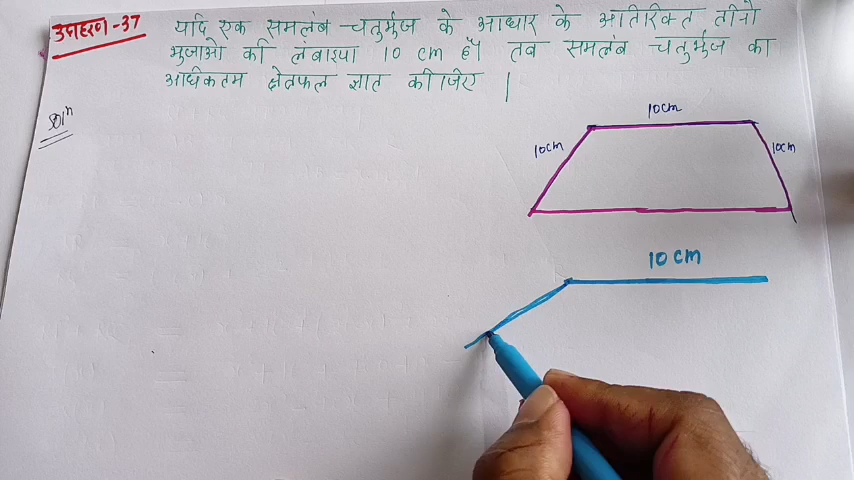 उदाहरण-37 यदि एक समलंब चतुर्भुज के आधार के अतिरिक्त तीनो
भुजाओ की लंबाइया 10 cm हैं। तब समलंब चतुर्भुज का
अधिकतम क्षेत्रफल ज्ञात कीजिए |
Solⁿ
10cm
10cm
10cm
10 cm